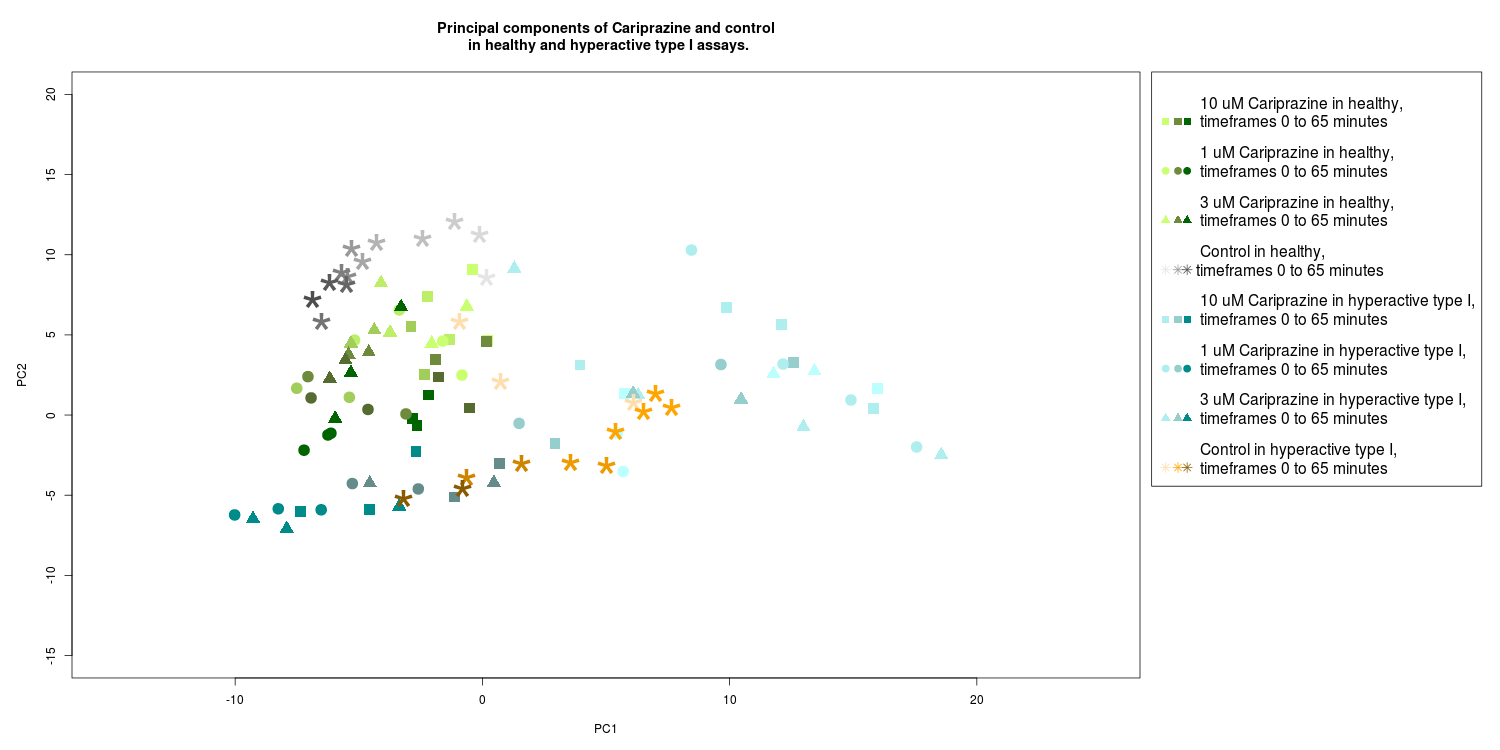 Principal components of Cariprazine and control
in healthy and hyperactive type I assays.
20
15
10
5
0
-5
-10
-15
PC2
-10
0
10
20
PC1
10 uM Cariprazine in healthy,
timeframes 0 to 65 minutes
1 uM Cariprazine in healthy,
timeframes 0 to 65 minutes
3 uM Cariprazine in healthy,
timeframes 0 to 65 minutes
Control in healthy,
timeframes 0 to 65 minutes
10 uM Cariprazine in hyperactive type I,
timeframes 0 to 65 minutes
1 uM Cariprazine in hyperactive type I,
timeframes 0 to 65 minutes
3 uM Cariprazine in hyperactive type I,
timeframes 0 to 65 minutes
Control in hyperactive type I,
timeframes 0 to 65 minutes